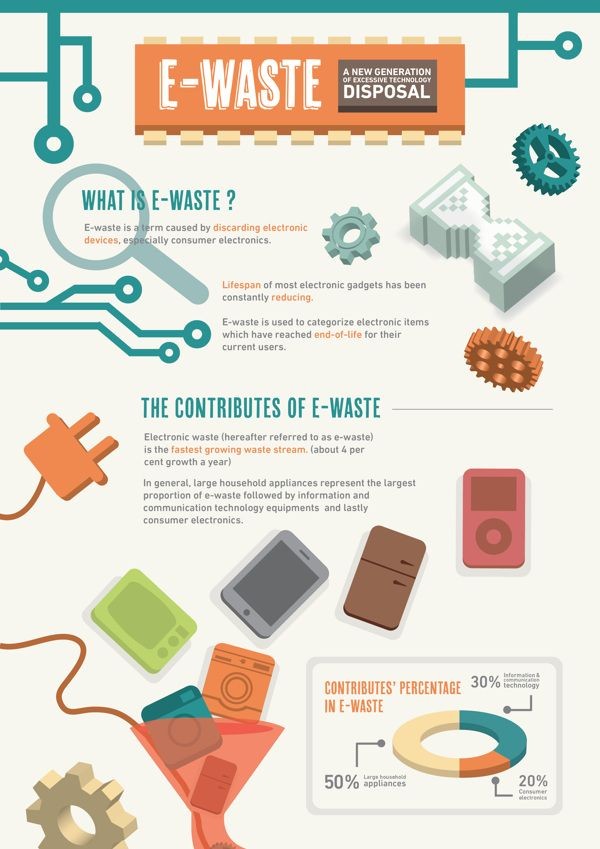 E-WASTE
A NEW GENERATION
OF EXCESSIVE TECHNOLOGY
DISPOSAL
WHAT IS E-WASTE ?
E-waste is a term caused by discarding electronic
devices, especially consumer electronics.
Lifespan of most electronic gadgets has been
constantly reducing.
E-waste is used to categorize electronic items
which have reached end-of-life for their
current users.
THE CONTRIBUTES OF E-WASTE
Electronic waste (hereafter referred to as e-waste)
is the fastest growing waste stream. (about 4 per
cent growth a year)
In general, large household appliances represent the largest
proportion of e-waste followed by information and
communication technology equipments and lastly
consumer electronics.
CONTRIBUTES' PERCENTAGE
IN E-WASTE
30% Information &
communication
technology
50% Large household
appliances
20%
Consumer
electronics